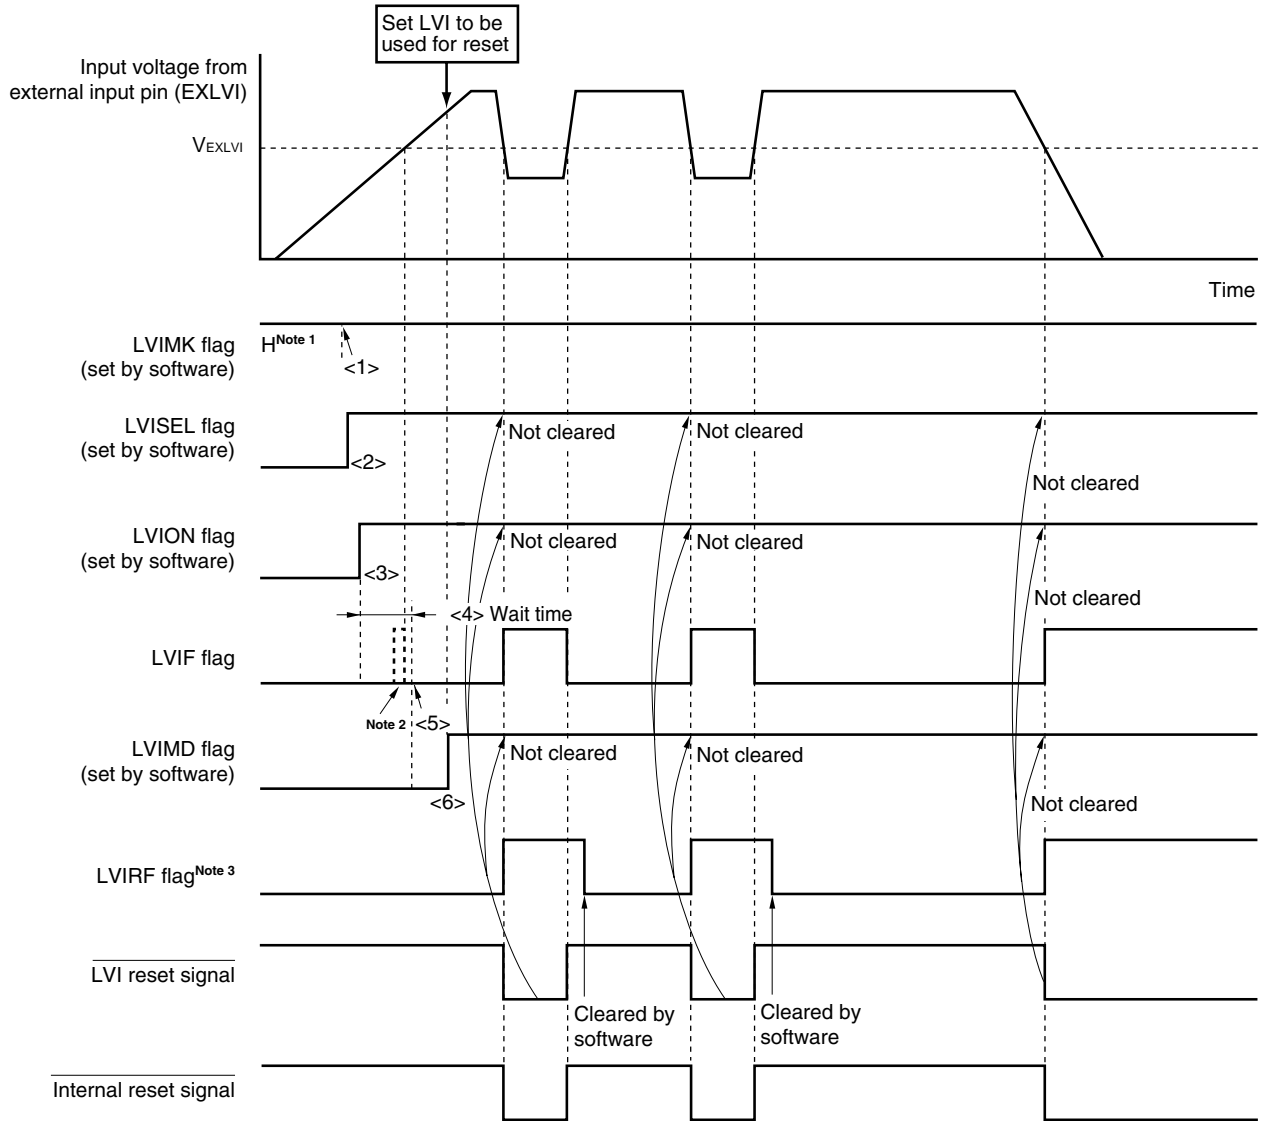 Set LVI to be
used for reset
Input voltage from
external input pin (EXLVI)
VEXLVI
Time
LVIMK flag
(set by software)
H Note 1
<1>
LVISEL flag
(set by software)
<2>
Not cleared
Not cleared
Not cleared
LVION flag
(set by software)
<3>
Not cleared
Not cleared
Not cleared
<4> Wait time
LVIF flag
Note 2
<5>
LVIMD flag
(set by software)
<6>
Not cleared
Not cleared
Not cleared
LVIRF flag Note 3
LVI reset signal
Cleared by
software
Cleared by
software
Internal reset signal